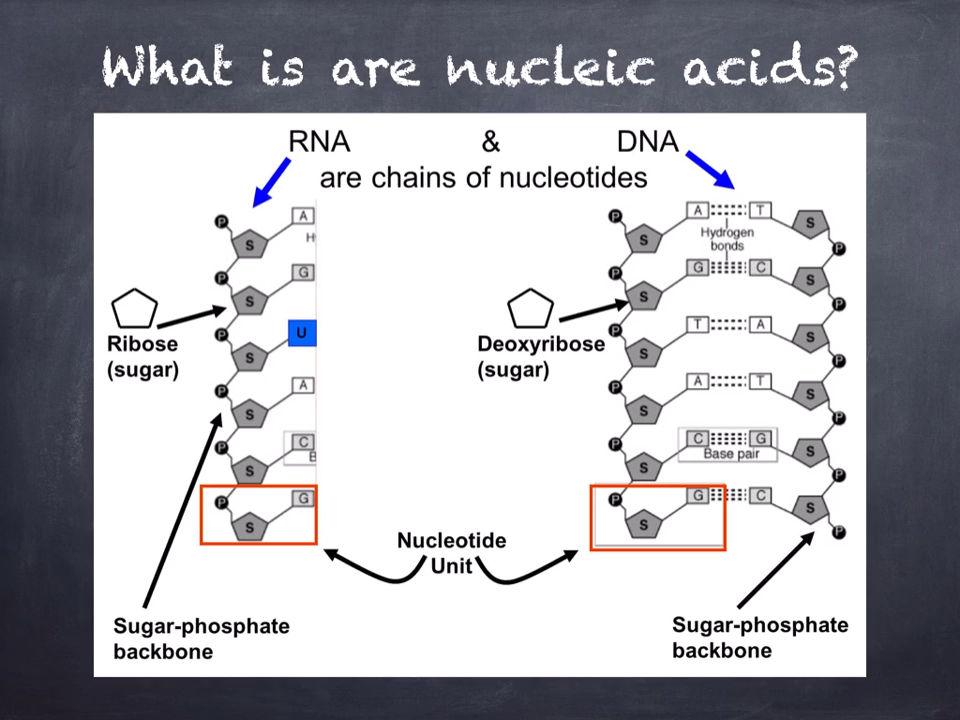 What is are nucleic acids?
RNA & DNA
are chains of nucleotides
P A
S H
P G
S
P U
S
P A
S
P C
S B
P G
S
Ribose
(sugar)
P A T S
S Hydrogen P
bonds
P G C S
S P
P T A S
S P
P A T S
S P
P C G S
S Base pair P
P G C S
S P
Deoxyribose
(sugar)
Nucleotide
Unit
Sugar-phosphate
backbone
Sugar-phosphate
backbone